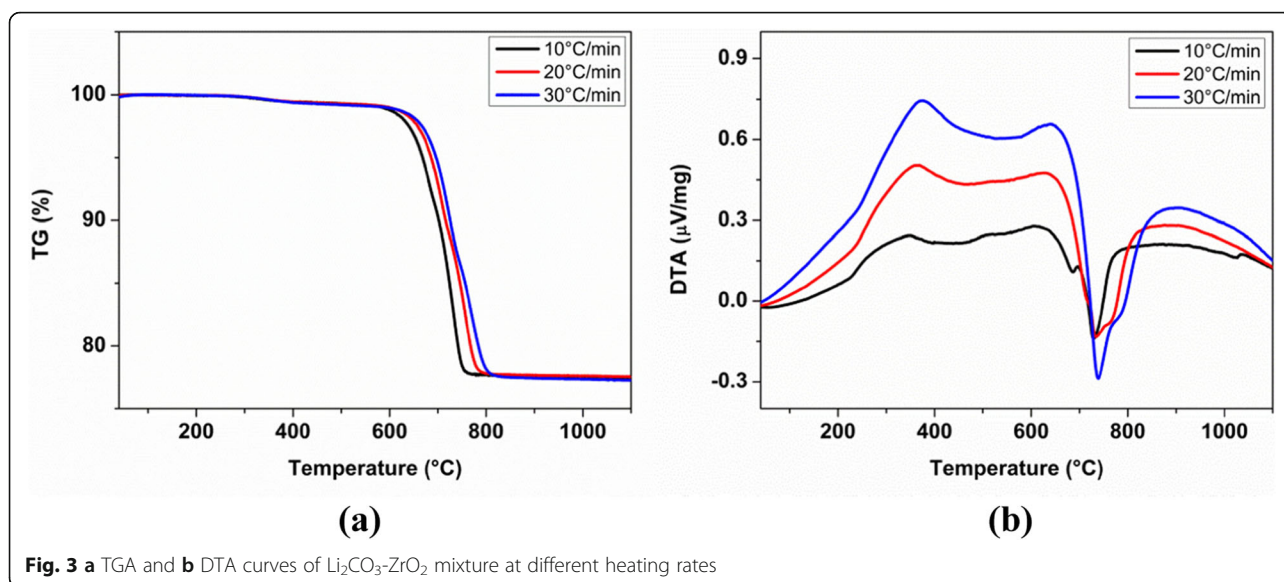 10°C/min
20°C/min
30°C/min
TG (%)
100
90
80
200 400 600 800 1000
Temperature (°C)
(a)
10°C/min
20°C/min
30°C/min
DTA (μV/mg)
0.9
0.6
0.3
0.0
-0.3
200 400 600 800 1000
Temperature (°C)
(b)
Fig. 3 a TGA and b DTA curves of Li₂CO₃-ZrO₂ mixture at different heating rates